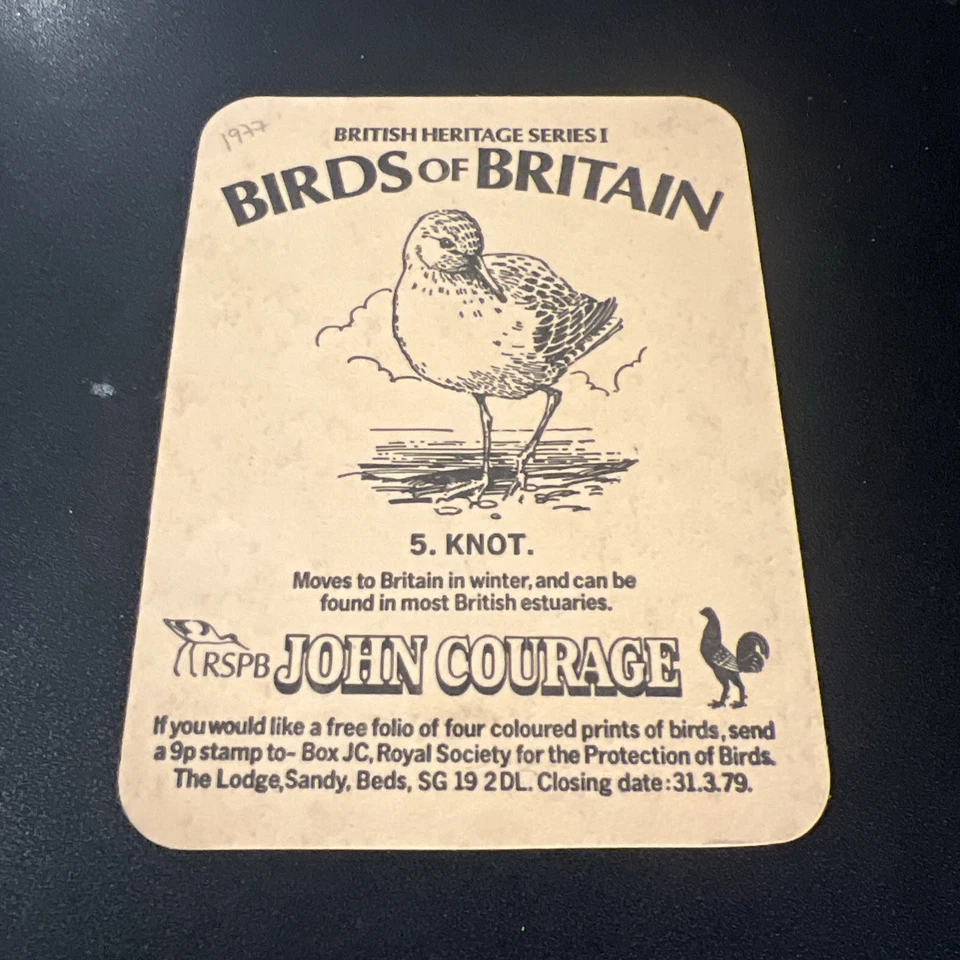 1977
BRITISH HERITAGE SERIES I
BIRDS OF BRITAIN
5. KNOT.
Moves to Britain in winter, and can be
found in most British estuaries.
RSPB JOHN COURAGE
If you would like a free folio of four coloured prints of birds, send
a 9p stamp to- Box JC, Royal Society for the Protection of Birds.
The Lodge, Sandy, Beds, SG 19 2 DL. Closing date: 31.3.79.